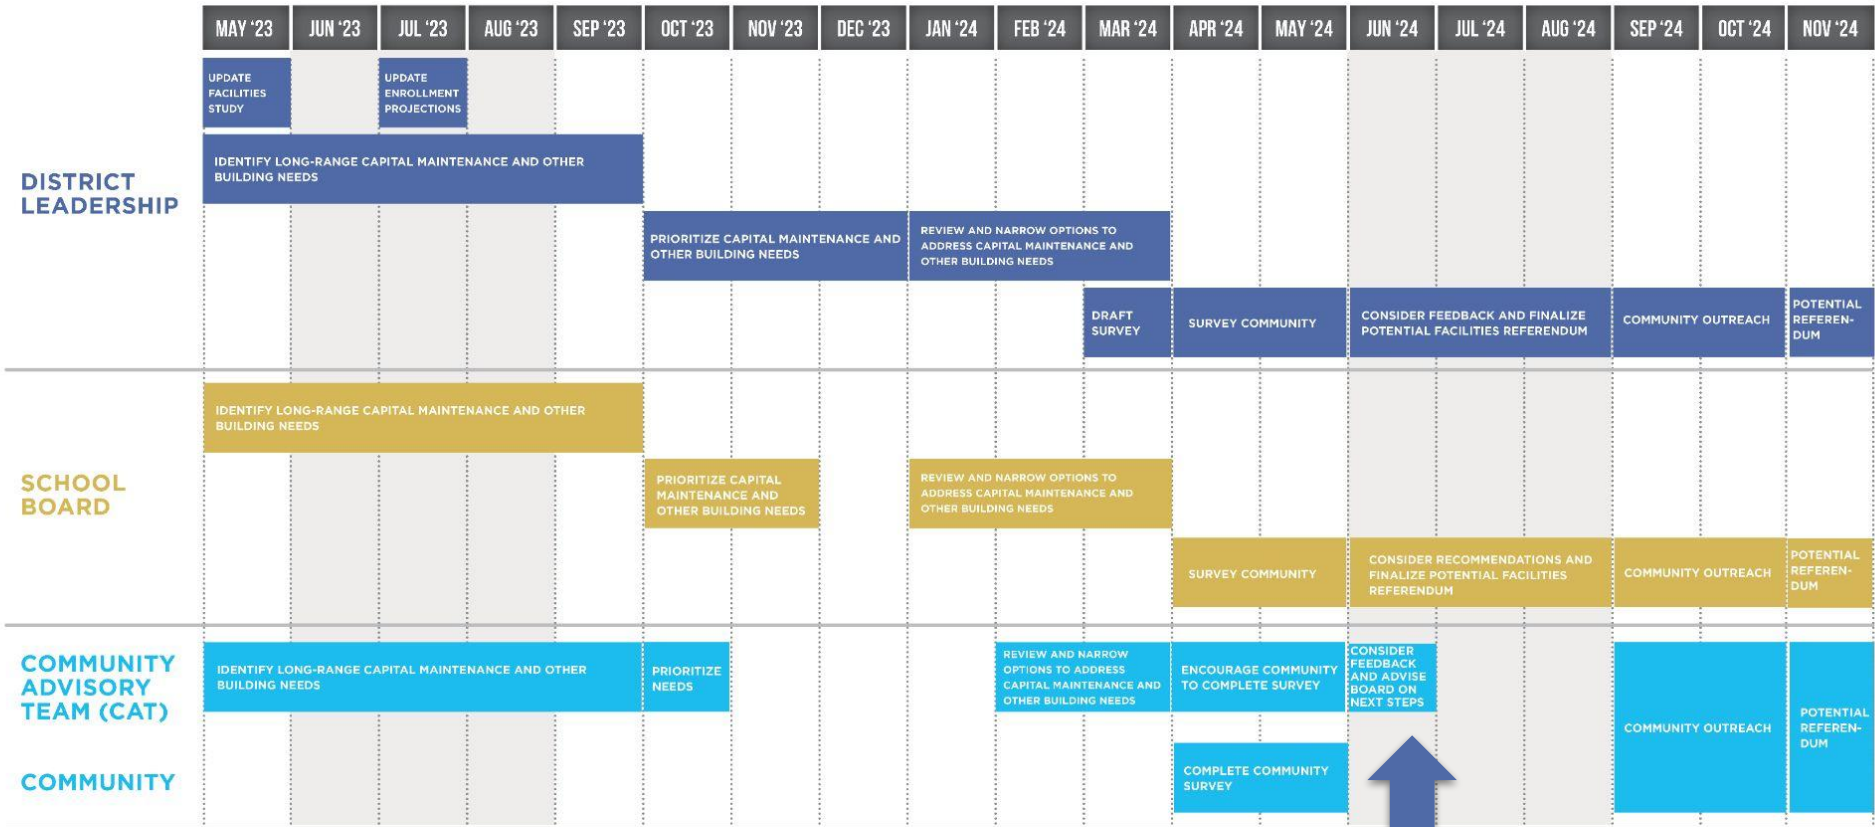 MAY '23 JUN '23 JUL '23 AUG '23 SEP '23 OCT '23 NOV '23 DEC '23 JAN '24 FEB '24 MAR '24 APR '24 MAY '24 JUN '24 JUL '24 AUG '24 SEP '24 OCT '24 NOV '24
DISTRICT
LEADERSHIP
UPDATE
FACILITIES
STUDY
UPDATE
ENROLLMENT
PROJECTIONS
IDENTIFY LONG-RANGE CAPITAL MAINTENANCE AND OTHER
BUILDING NEEDS
PRIORITIZE CAPITAL MAINTENANCE AND
OTHER BUILDING NEEDS
REVIEW AND NARROW OPTIONS TO
ADDRESS CAPITAL MAINTENANCE AND
OTHER BUILDING NEEDS
DRAFT
SURVEY
SURVEY COMMUNITY
CONSIDER FEEDBACK AND FINALIZE
POTENTIAL FACILITIES REFERENDUM
COMMUNITY OUTREACH
POTENTIAL
REFEREN-
DUM
SCHOOL
BOARD
IDENTIFY LONG-RANGE CAPITAL MAINTENANCE AND OTHER
BUILDING NEEDS
PRIORITIZE CAPITAL
MAINTENANCE AND
OTHER BUILDING NEEDS
REVIEW AND NARROW OPTIONS TO
ADDRESS CAPITAL MAINTENANCE AND
OTHER BUILDING NEEDS
SURVEY COMMUNITY
CONSIDER RECOMMENDATIONS AND
FINALIZE POTENTIAL FACILITIES
REFERENDUM
COMMUNITY OUTREACH
POTENTIAL
REFEREN-
DUM
COMMUNITY
ADVISORY
TEAM (CAT)
IDENTIFY LONG-RANGE CAPITAL MAINTENANCE AND OTHER
BUILDING NEEDS
PRIORITIZE
NEEDS
REVIEW AND NARROW
OPTIONS TO ADDRESS
CAPITAL MAINTENANCE AND
OTHER BUILDING NEEDS
ENCOURAGE COMMUNITY
TO COMPLETE SURVEY
CONSIDER
FEEDBACK
AND ADVISE
BOARD ON
NEXT STEPS
COMMUNITY OUTREACH
POTENTIAL
REFEREN-
DUM
COMMUNITY
COMPLETE COMMUNITY
SURVEY